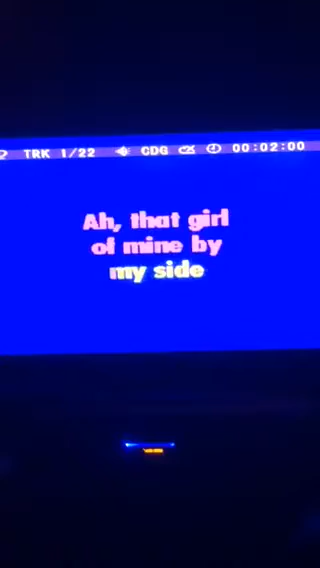 TRK 1/22 CDG 00:02:00
Ah, that girl
of mine by
my side